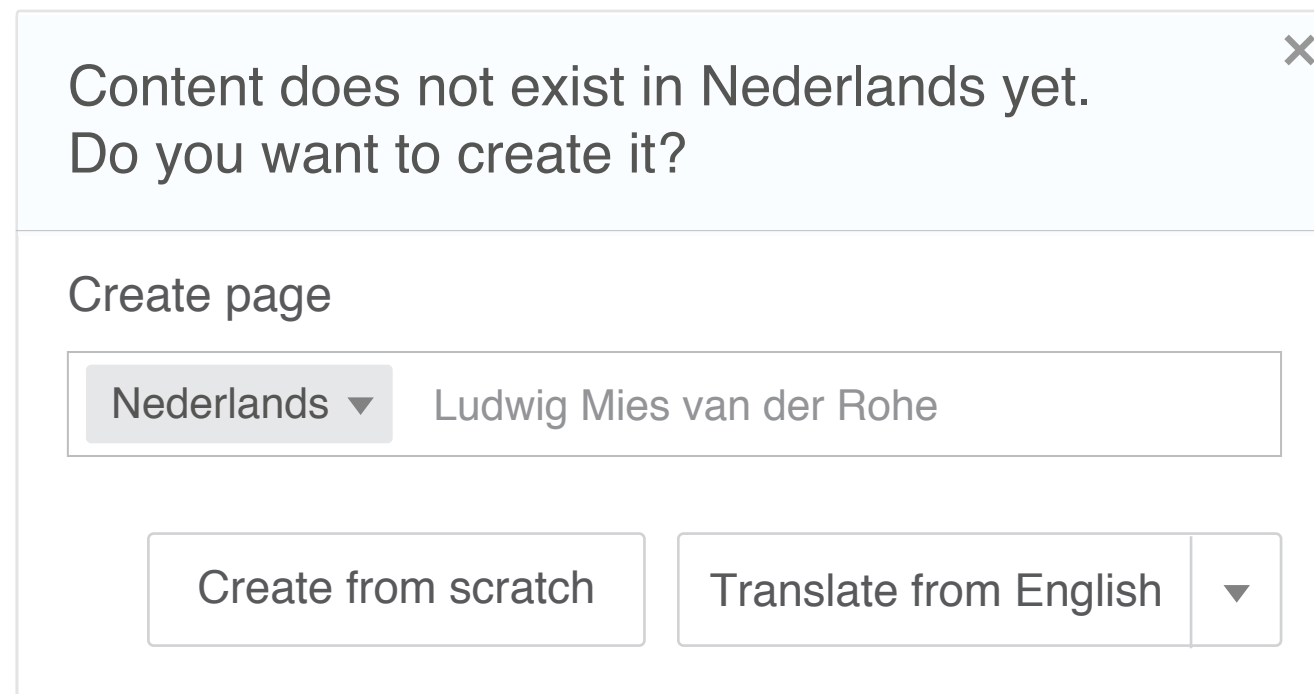 Content does not exist in Nederlands yet.
Do you want to create it?
Create page
Nederlands Ludwig Mies van der Rohe
Create from scratch Translate from English